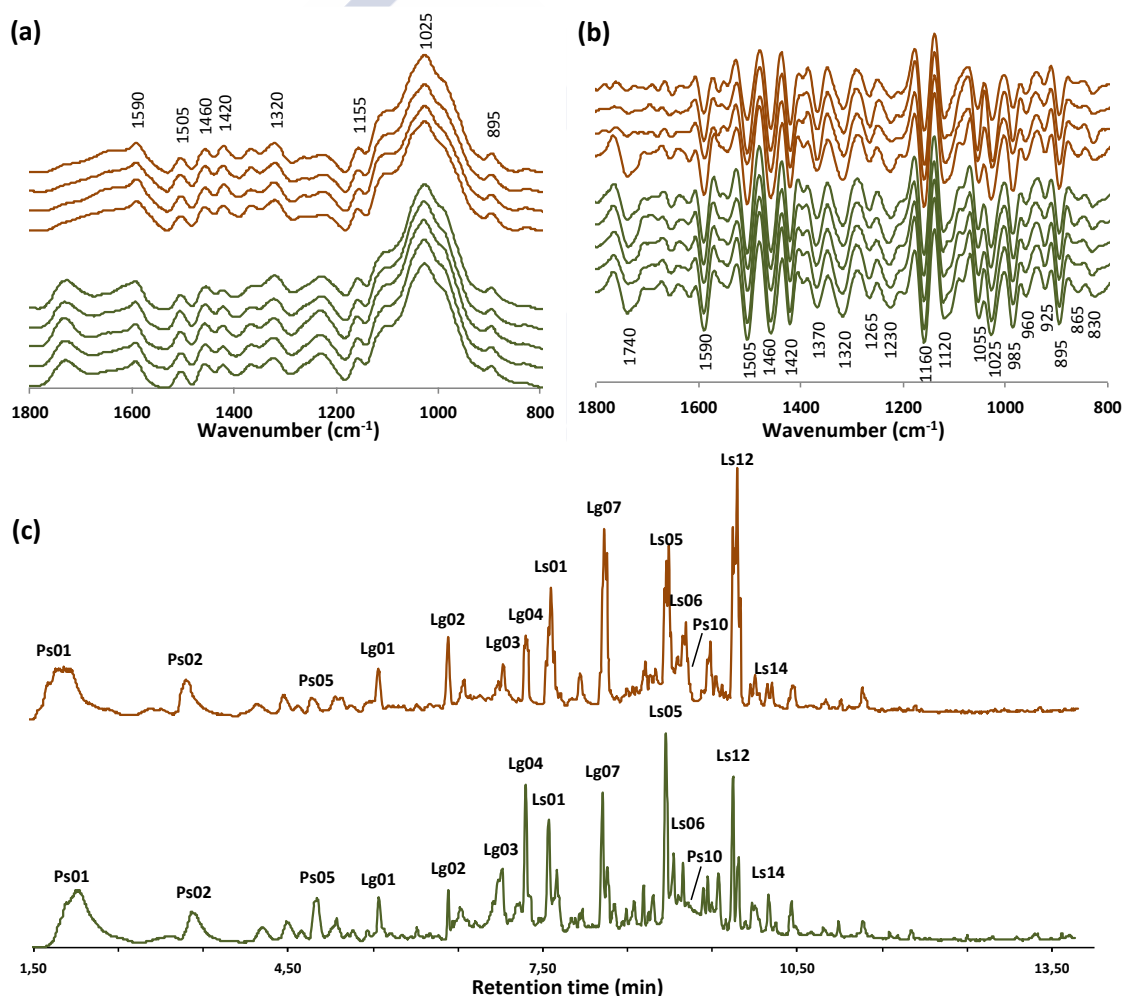 (a)
1590
1505
1460
1420
1320
1155
1025
895
1800 1600 1400 1200 1000 800
Wavenumber (cm-1)
(b)
1740
1590
1505
1460
1420
1370
1320
1265
1230
1160
1120
1055
1025
985
960
925
895
865
830
1800 1600 1400 1200 1000 800
Wavenumber (cm-1)
(c)
Ps01
Ps02
Ps05
Lg01
Lg02
Lg03
Lg04
Ls01
Lg07
Ls05
Ls06
Ps10
Ls12
Ls14
Ps01
Ps02
Ps05
Lg01
Lg02
Lg03
Lg04
Ls01
Lg07
Ls05
Ls06
Ps10
Ls12
Ls14
1,50 4,50 7,50 10,50 13,50
Retention time (min)